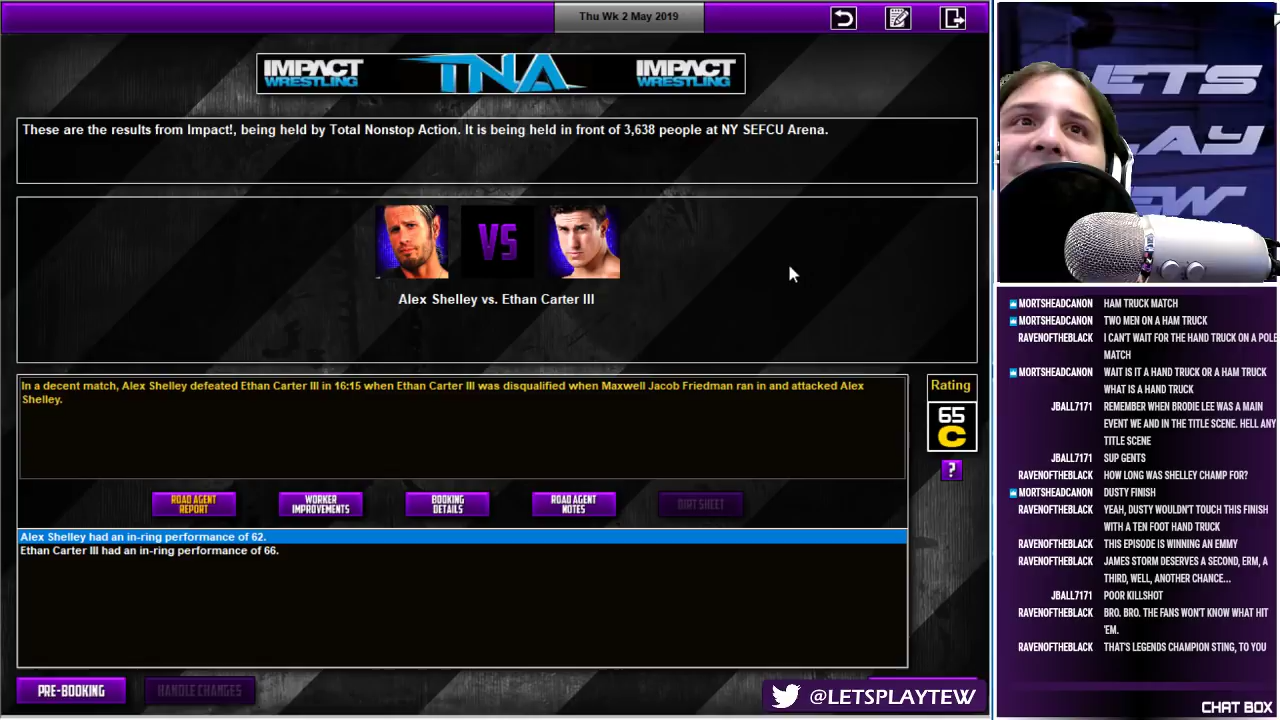 Thu Wk 2 May 2019
IMPACT WRESTLING TNA IMPACT WRESTLING
These are the results from Impact!, being held by Total Nonstop Action. It is being held in front of 3,638 people at NY SEFCU Arena.
VS
Alex Shelley vs. Ethan Carter III
In a decent match, Alex Shelley defeated Ethan Carter III in 16:15 when Ethan Carter III was disqualified when Maxwell Jacob Friedman ran in and attacked Alex
Shelley.
Rating
65
C
?
ROAD AGENT REPORT
WORKER IMPROVEMENTS
BOOKING DETAILS
ROAD AGENT NOTES
DIRT SHEET
Alex Shelley had an in-ring performance of 62.
Ethan Carter III had an in-ring performance of 66.
PRE-BOOKING
HANDLE CHANGES
@LETSPLAYTEW
LETS
LAY
EW
MORTSHEADCANON HAM TRUCK MATCH
MORTSHEADCANON TWO MEN ON A HAM TRUCK
RAVENOFTHEBLACK I CAN'T WAIT FOR THE HAND TRUCK ON A POLE
MATCH
MORTSHEADCANON WAIT IS IT A HAND TRUCK OR A HAM TRUCK
WHAT IS A HAND TRUCK
JBALL7171 REMEMBER WHEN BRODIE LEE WAS A MAIN
EVENT WE AND IN THE TITLE SCENE. HELL ANY
TITLE SCENE
JBALL7171 SUP GENTS
RAVENOFTHEBLACK HOW LONG WAS SHELLEY CHAMP FOR?
MORTSHEADCANON DUSTY FINISH
RAVENOFTHEBLACK YEAH, DUSTY WOULDN'T TOUCH THIS FINISH
WITH A TEN FOOT HAND TRUCK
RAVENOFTHEBLACK THIS EPISODE IS WINNING AN EMMY
RAVENOFTHEBLACK JAMES STORM DESERVES A SECOND, ERM, A
THIRD, WELL, ANOTHER CHANCE...
JBALL7171 POOR KILLSHOT
RAVENOFTHEBLACK BRO. BRO. THE FANS WON'T KNOW WHAT HIT
'EM.
RAVENOFTHEBLACK THAT'S LEGENDS CHAMPION STING, TO YOU
CHAT BOX